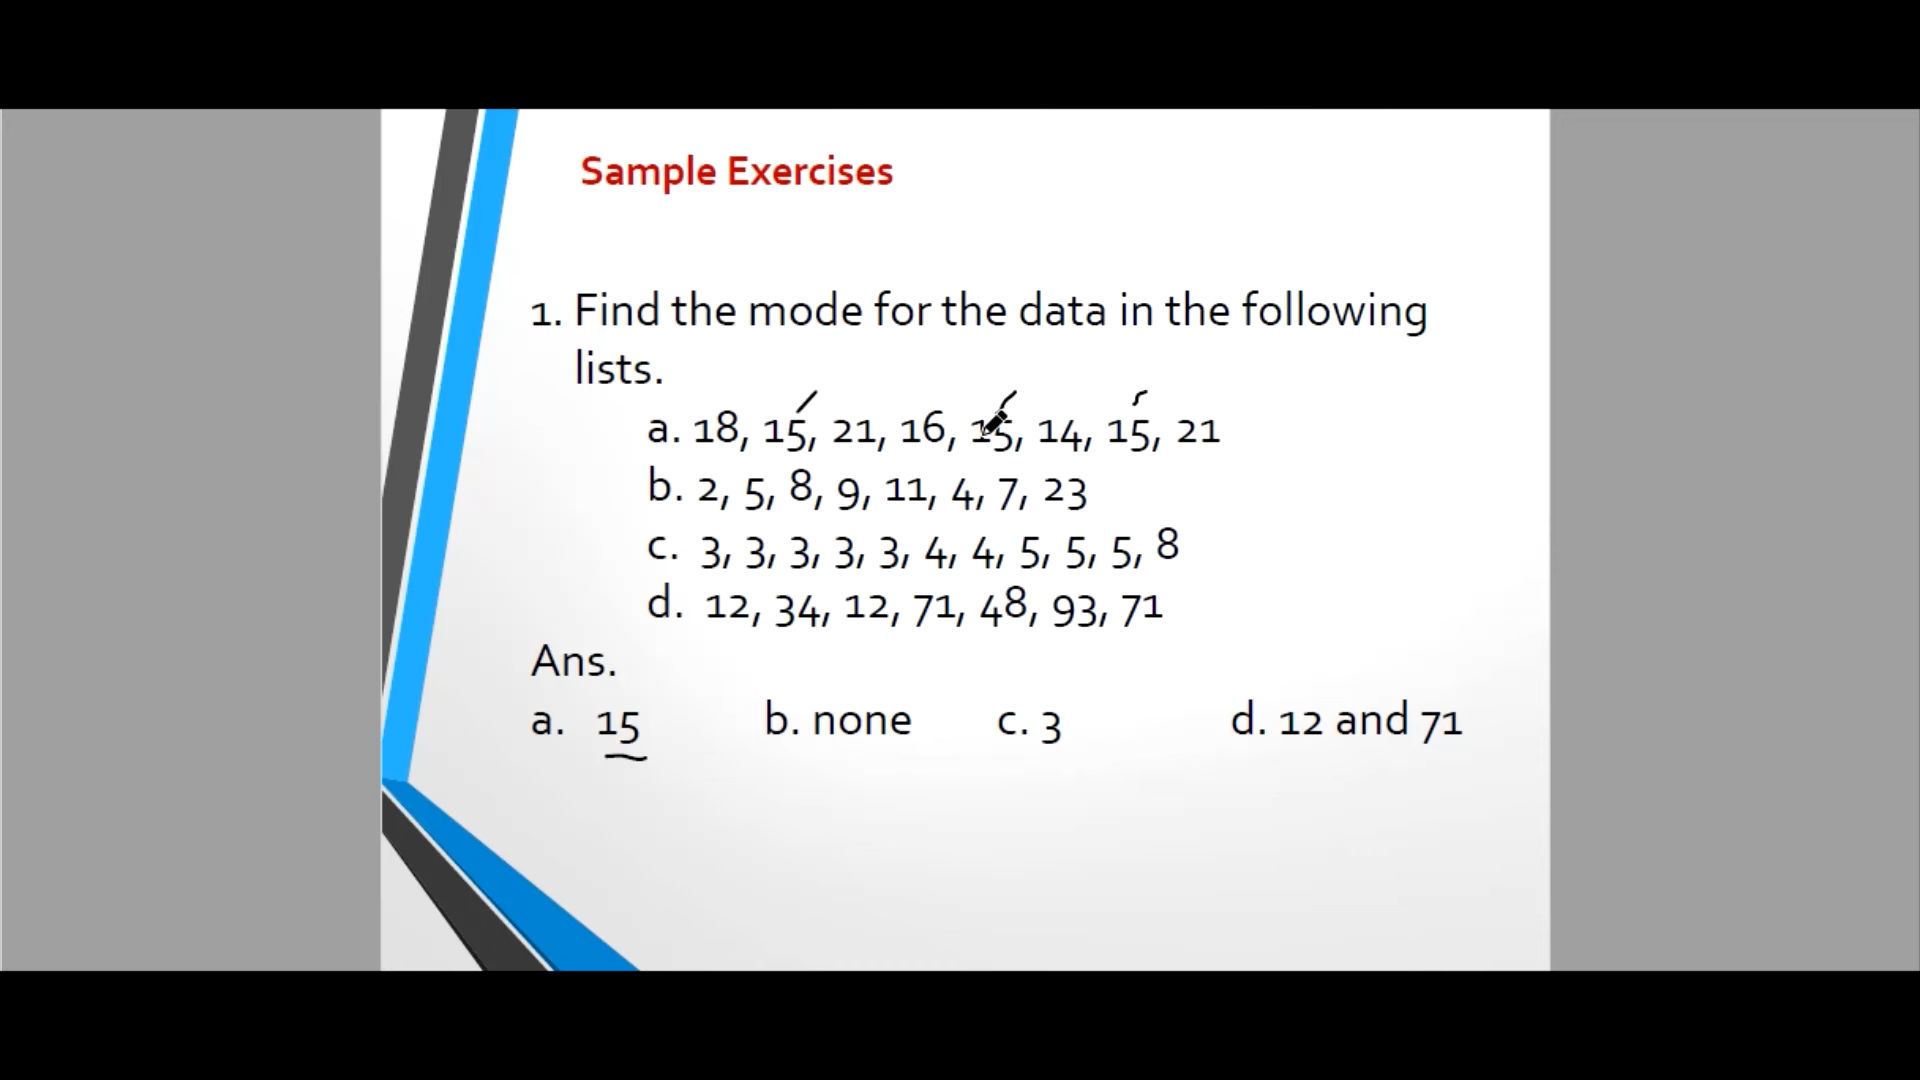 Sample Exercises
1. Find the mode for the data in the following
lists.
a. 18, 15, 21, 16, 15, 14, 15, 21
b. 2, 5, 8, 9, 11, 4, 7, 23
c. 3, 3, 3, 3, 3, 4, 4, 5, 5, 5, 8
d. 12, 34, 12, 71, 48, 93, 71
Ans.
a. 15 b. none c. 3 d. 12 and 71